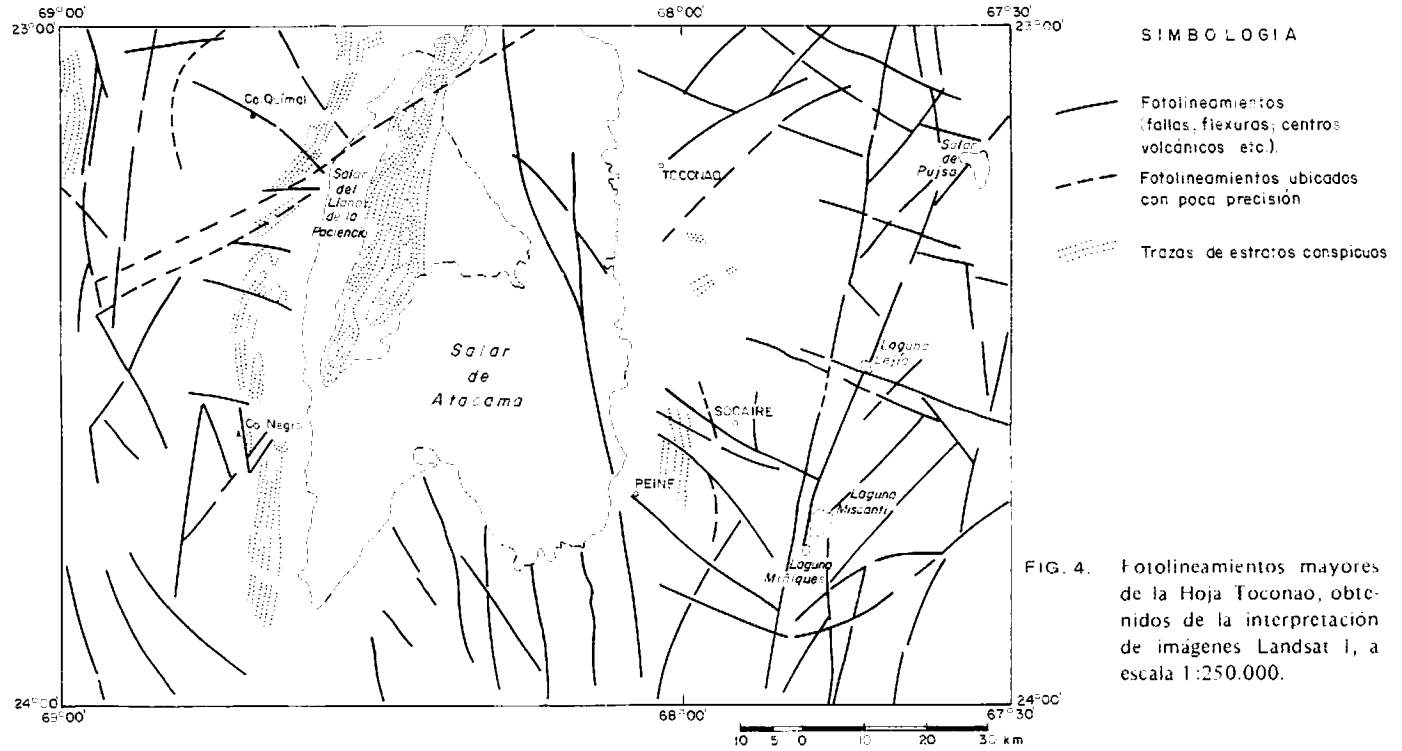 69°00'
68°00'
67°30'
23°00'
23°00'
SIMBOLOGIA
Fotolineamientos
(fallas, flexuras, centros
volcánicos etc.).
Fotolineamientos ubicados
con poca precisión
Trazas de estratos conspicuos
Co. Quimal
Salar
del
Llano
de la
Paciencia
TOCONAO
Salar
de
Pujsa
Salar
de
Atacama
Laguna
Lejía
SOCAIRE
Co. Negro
PEINE
Laguna
Miscanti
Laguna
Miñiques
FIG. 4.
Fotolineamientos mayores
de la Hoja Toconao, obte-
nidos de la interpretación
de imágenes Landsat I, a
escala 1:250.000.
24°00'
24°00'
69°00'
68°00'
67°30'
10 5 0 10 20 30 km